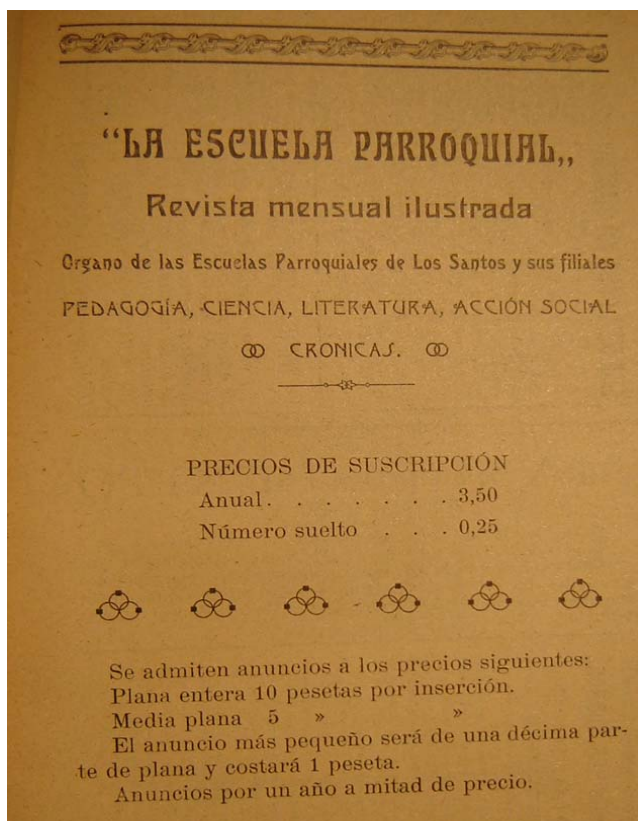 “LA ESCUELA PARROQUIAL„
Revista mensual ilustrada
Organo de las Escuelas Parroquiales de Los Santos y sus filiales
PEDAGOGÍA, CIENCIA, LITERATURA, ACCIÓN SOCIAL
CRONICAS.
PRECIOS DE SUSCRIPCIÓN
Anual. . . . . . . 3,50
Número suelto . . . 0,25
Se admiten anuncios a los precios siguientes:
Plana entera 10 pesetas por inserción.
Media plana 5 » »
El anuncio más pequeño será de una décima par-
te de plana y costará 1 peseta.
Anuncios por un año a mitad de precio.